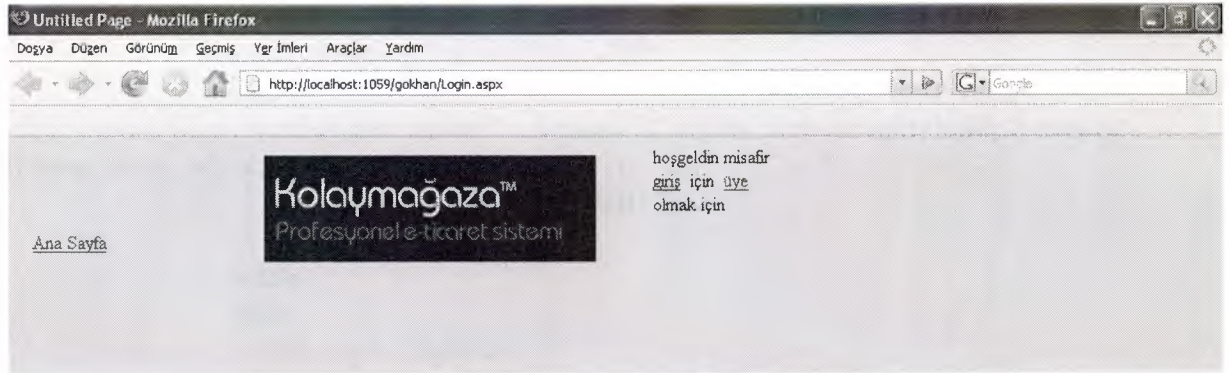 Untitled Page - Mozilla Firefox
Dosya Düzen Görünüm Geçmiş Yer İmleri Araçlar Yardım
http://localhost:1059/gokhan/Login.aspx G Google
hoşgeldin misafir
giriş için üye
olmak için
Kolaymağaza™
Profesyonel e-ticaret sistemi
Ana Sayfa